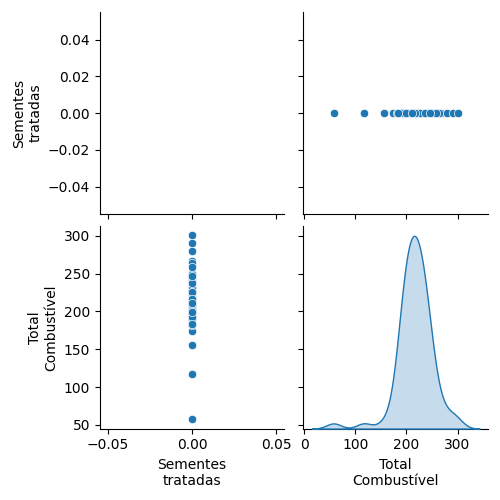 0.04
0.02
0.00
−0.02
−0.04
Sementes
tratadas
300
250
200
150
100
50
Total
Combustível
−0.05 0.00 0.05
Sementes
tratadas
0 100 200 300
Total
Combustível